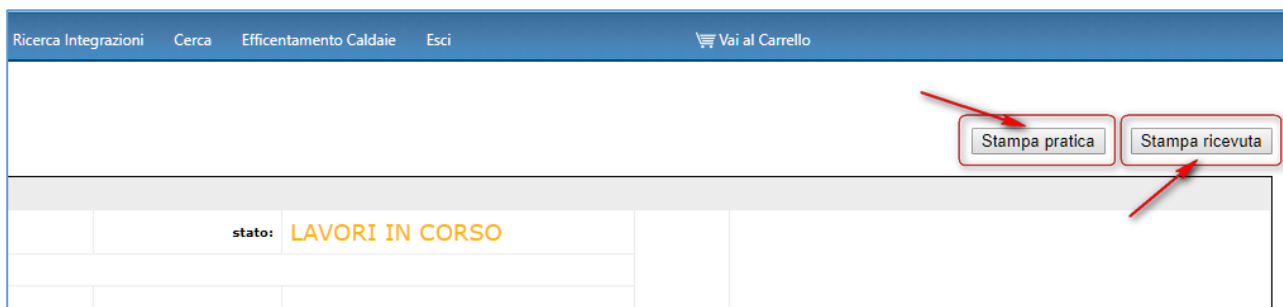 Ricerca Integrazioni Cerca Efficentamento Caldaie Esci Vai al Carrello
Stampa pratica Stampa ricevuta
stato: LAVORI IN CORSO